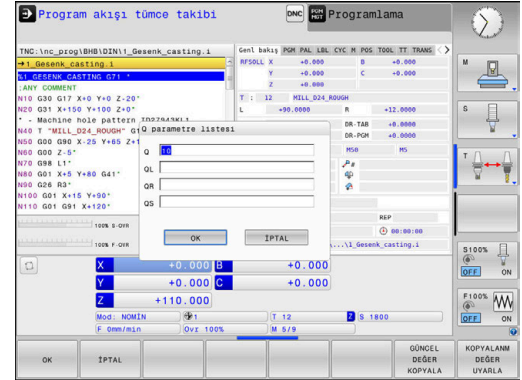 Program akışı tümce takibi
DNC
PGM MGT
Programlama
TNC:\nc_prog\BHB\DIN\1_Gesenk_casting.i
→1_Gesenk_casting.i
%1_GESENK_CASTING G71 *
;ANY COMMENT
N10 G30 G17 X+0 Y+0 Z-20*
N20 G31 X+150 Y+100 Z+0*
* - Machine hole pattern ID27943KL1
N40 T "MILL_D24_ROUGH" G1
N50 G00 G90 X-25 Y+65 Z+1
N60 G00 Z-5*
N70 G98 L1*
N80 G01 X+5 Y+80 G41*
N90 G26 R3*
N100 G01 X+15 Y+90*
N110 G01 G91 X+120*
100% S-OVR
100% F-OVR
Genl bakış PGM PAL LBL CYC M POS TOOL TT TRANS
RFSOLL X +0.000 B +0.000
Y +0.000 C +0.000
Z +0.000
T : 12 MILL_D24_ROUGH
L +90.0000 R +12.0000
DR-TAB +0.0000
DR-PGM +0.0000
M50 M5
P #
REP
00:00:00
\...\1_Gesenk_casting.i
Q parametre listesi
Q 10
QL
QR
QS
OK
İPTAL
X +0.000 B +0.000
Y +0.000 C +0.000
Z +110.000
Mod: NOMİN 1 T 12 Z S 1800
F 0mm/min Ovr 100% M 5/9
M
S
T
S100%
OFF ON
F100%
OFF ON
OK
İPTAL
GÜNCEL DEĞER KOPYALA
KOPYALANM DEĞER UYARLA